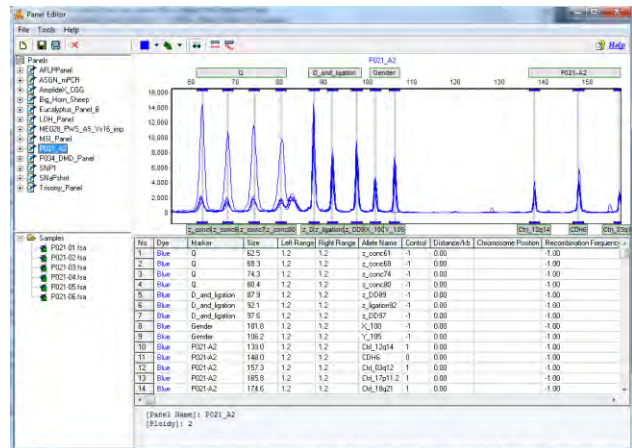 Panel Editor
File Tools Help
Help
Panels
AFLPPanel
ASGN_mPCR
AmplideX_CGG
Big_Horn_Sheep
Eucalyptus_Panel_B
LDH_Panel
ME028_PWS_AS_Vs16_imp
MSI_Panel
P021_A2
P034_DMD_Panel
SNP1
SNaPshot
Trisomy_Panel
P021_A2
Q D_and_ligation Gender P021-A2
60 70 80 90 100 110 120 130 140 150
16,000
14,000
12,000
10,000
8,000
6,000
4,000
2,000
0
Ctrl_12q14 CDH6
Samples
P021-01.fsa
P021-02.fsa
P021-03.fsa
P021-04.fsa
P021-05.fsa
P021-06.fsa
No Dye Marker Size Left Range Right Range Allele Name Control Distance/kb Chromosome Position Recombination Frequency
1 Blue Q 62.5 1.2 1.2 z_conc61 -1 0.00 -1.00
2 Blue Q 68.3 1.2 1.2 z_conc68 -1 0.00 -1.00
3 Blue Q 74.3 1.2 1.2 z_conc74 -1 0.00 -1.00
4 Blue Q 80.4 1.2 1.2 z_conc80 -1 0.00 -1.00
5 Blue D_and_ligation 87.9 1.2 1.2 z_DD89 -1 0.00 -1.00
6 Blue D_and_ligation 92.1 1.2 1.2 z_ligation92 -1 0.00 -1.00
7 Blue D_and_ligation 97.6 1.2 1.2 z_DD97 -1 0.00 -1.00
8 Blue Gender 101.8 1.2 1.2 X_100 -1 0.00 -1.00
9 Blue Gender 106.2 1.2 1.2 Y_105 -1 0.00 -1.00
10 Blue P021-A2 139.0 1.2 1.2 Ctrl_12q14 1 0.00 -1.00
11 Blue P021-A2 148.0 1.2 1.2 CDH6 0 0.00 -1.00
12 Blue P021-A2 157.3 1.2 1.2 Ctrl_03q12 1 0.00 -1.00
13 Blue P021-A2 165.8 1.2 1.2 Ctrl_17p11.2 1 0.00 -1.00
14 Blue P021-A2 174.6 1.2 1.2 Ctrl_18q21 1 0.00 -1.00
[Panel Name]: P021_A2
[Ploidy]: 2